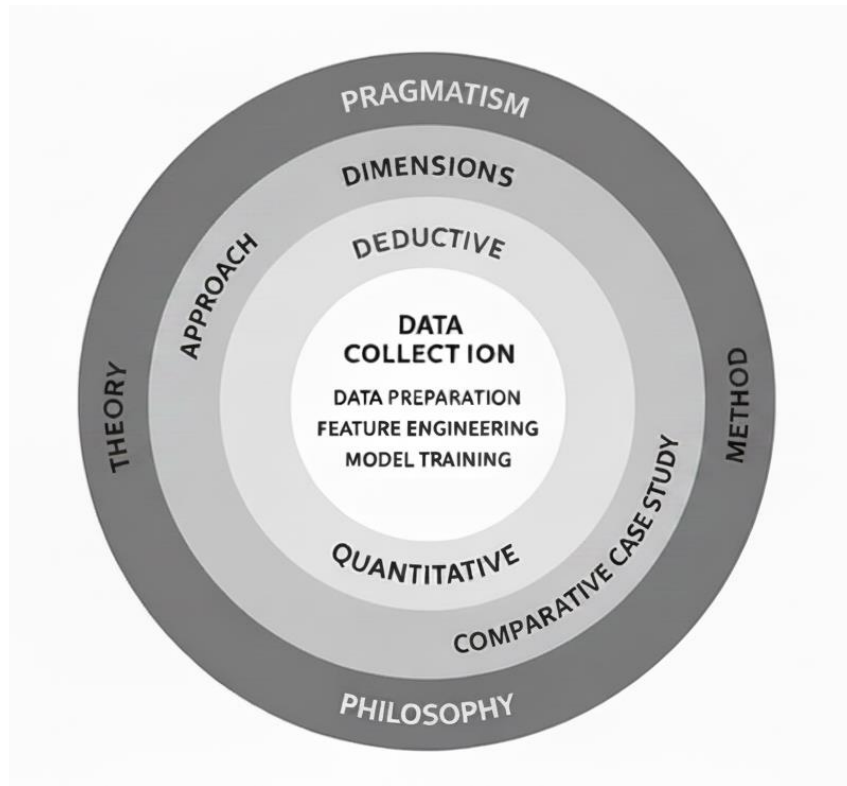 PRAGMATISM
DIMENSIONS
DEDUCTIVE
APPROACH
THEORY
METHOD
DATA
COLLECT ION
DATA PREPARATION
FEATURE ENGINEERING
MODEL TRAINING
QUANTITATIVE
COMPARATIVE CASE STUDY
PHILOSOPHY